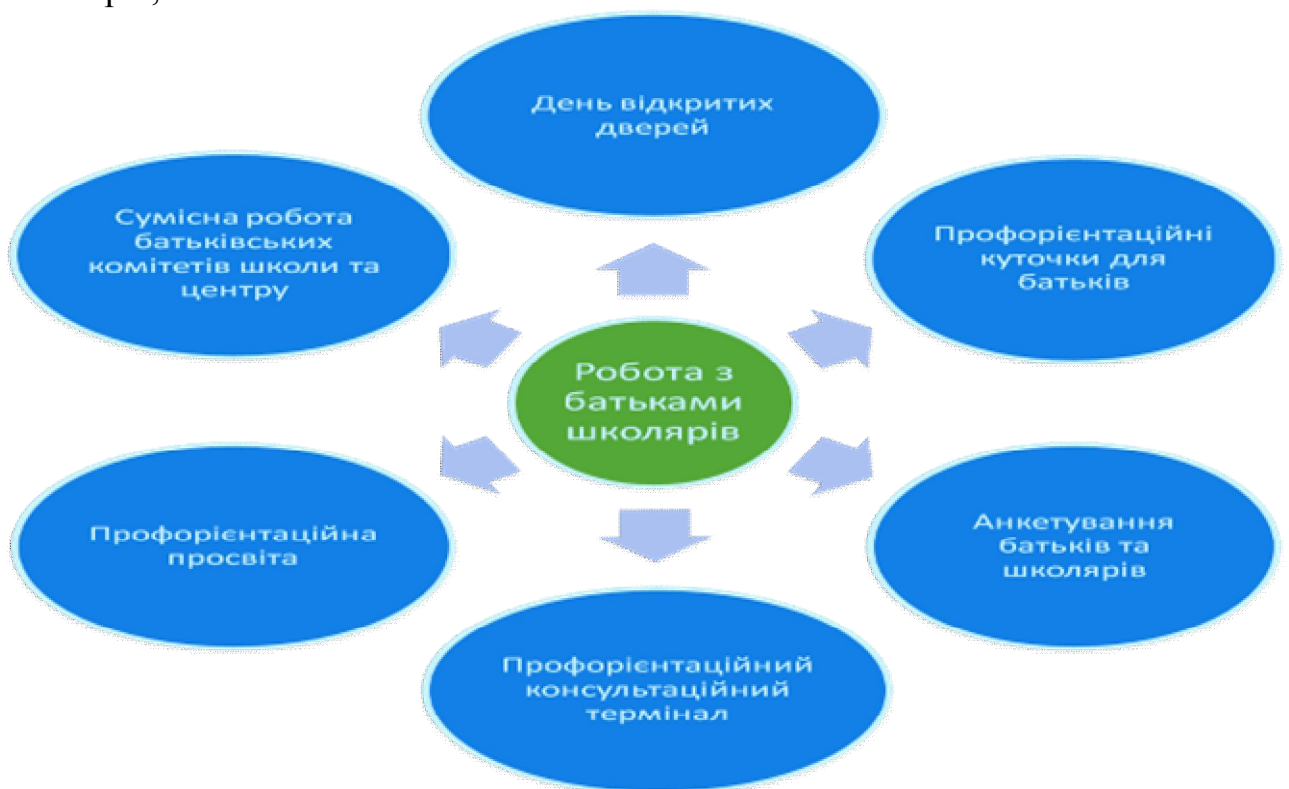 День відкритих
дверей
Сумісна робота
батьківських
комітетів школи та
центру
Профорієнтаційні
куточки для
батьків
Робота з
батьками
школярів
Профорієнтаційна
просвіта
Анкетування
батьків та
школярів
Профорієнтаційний
консультаційний
термінал